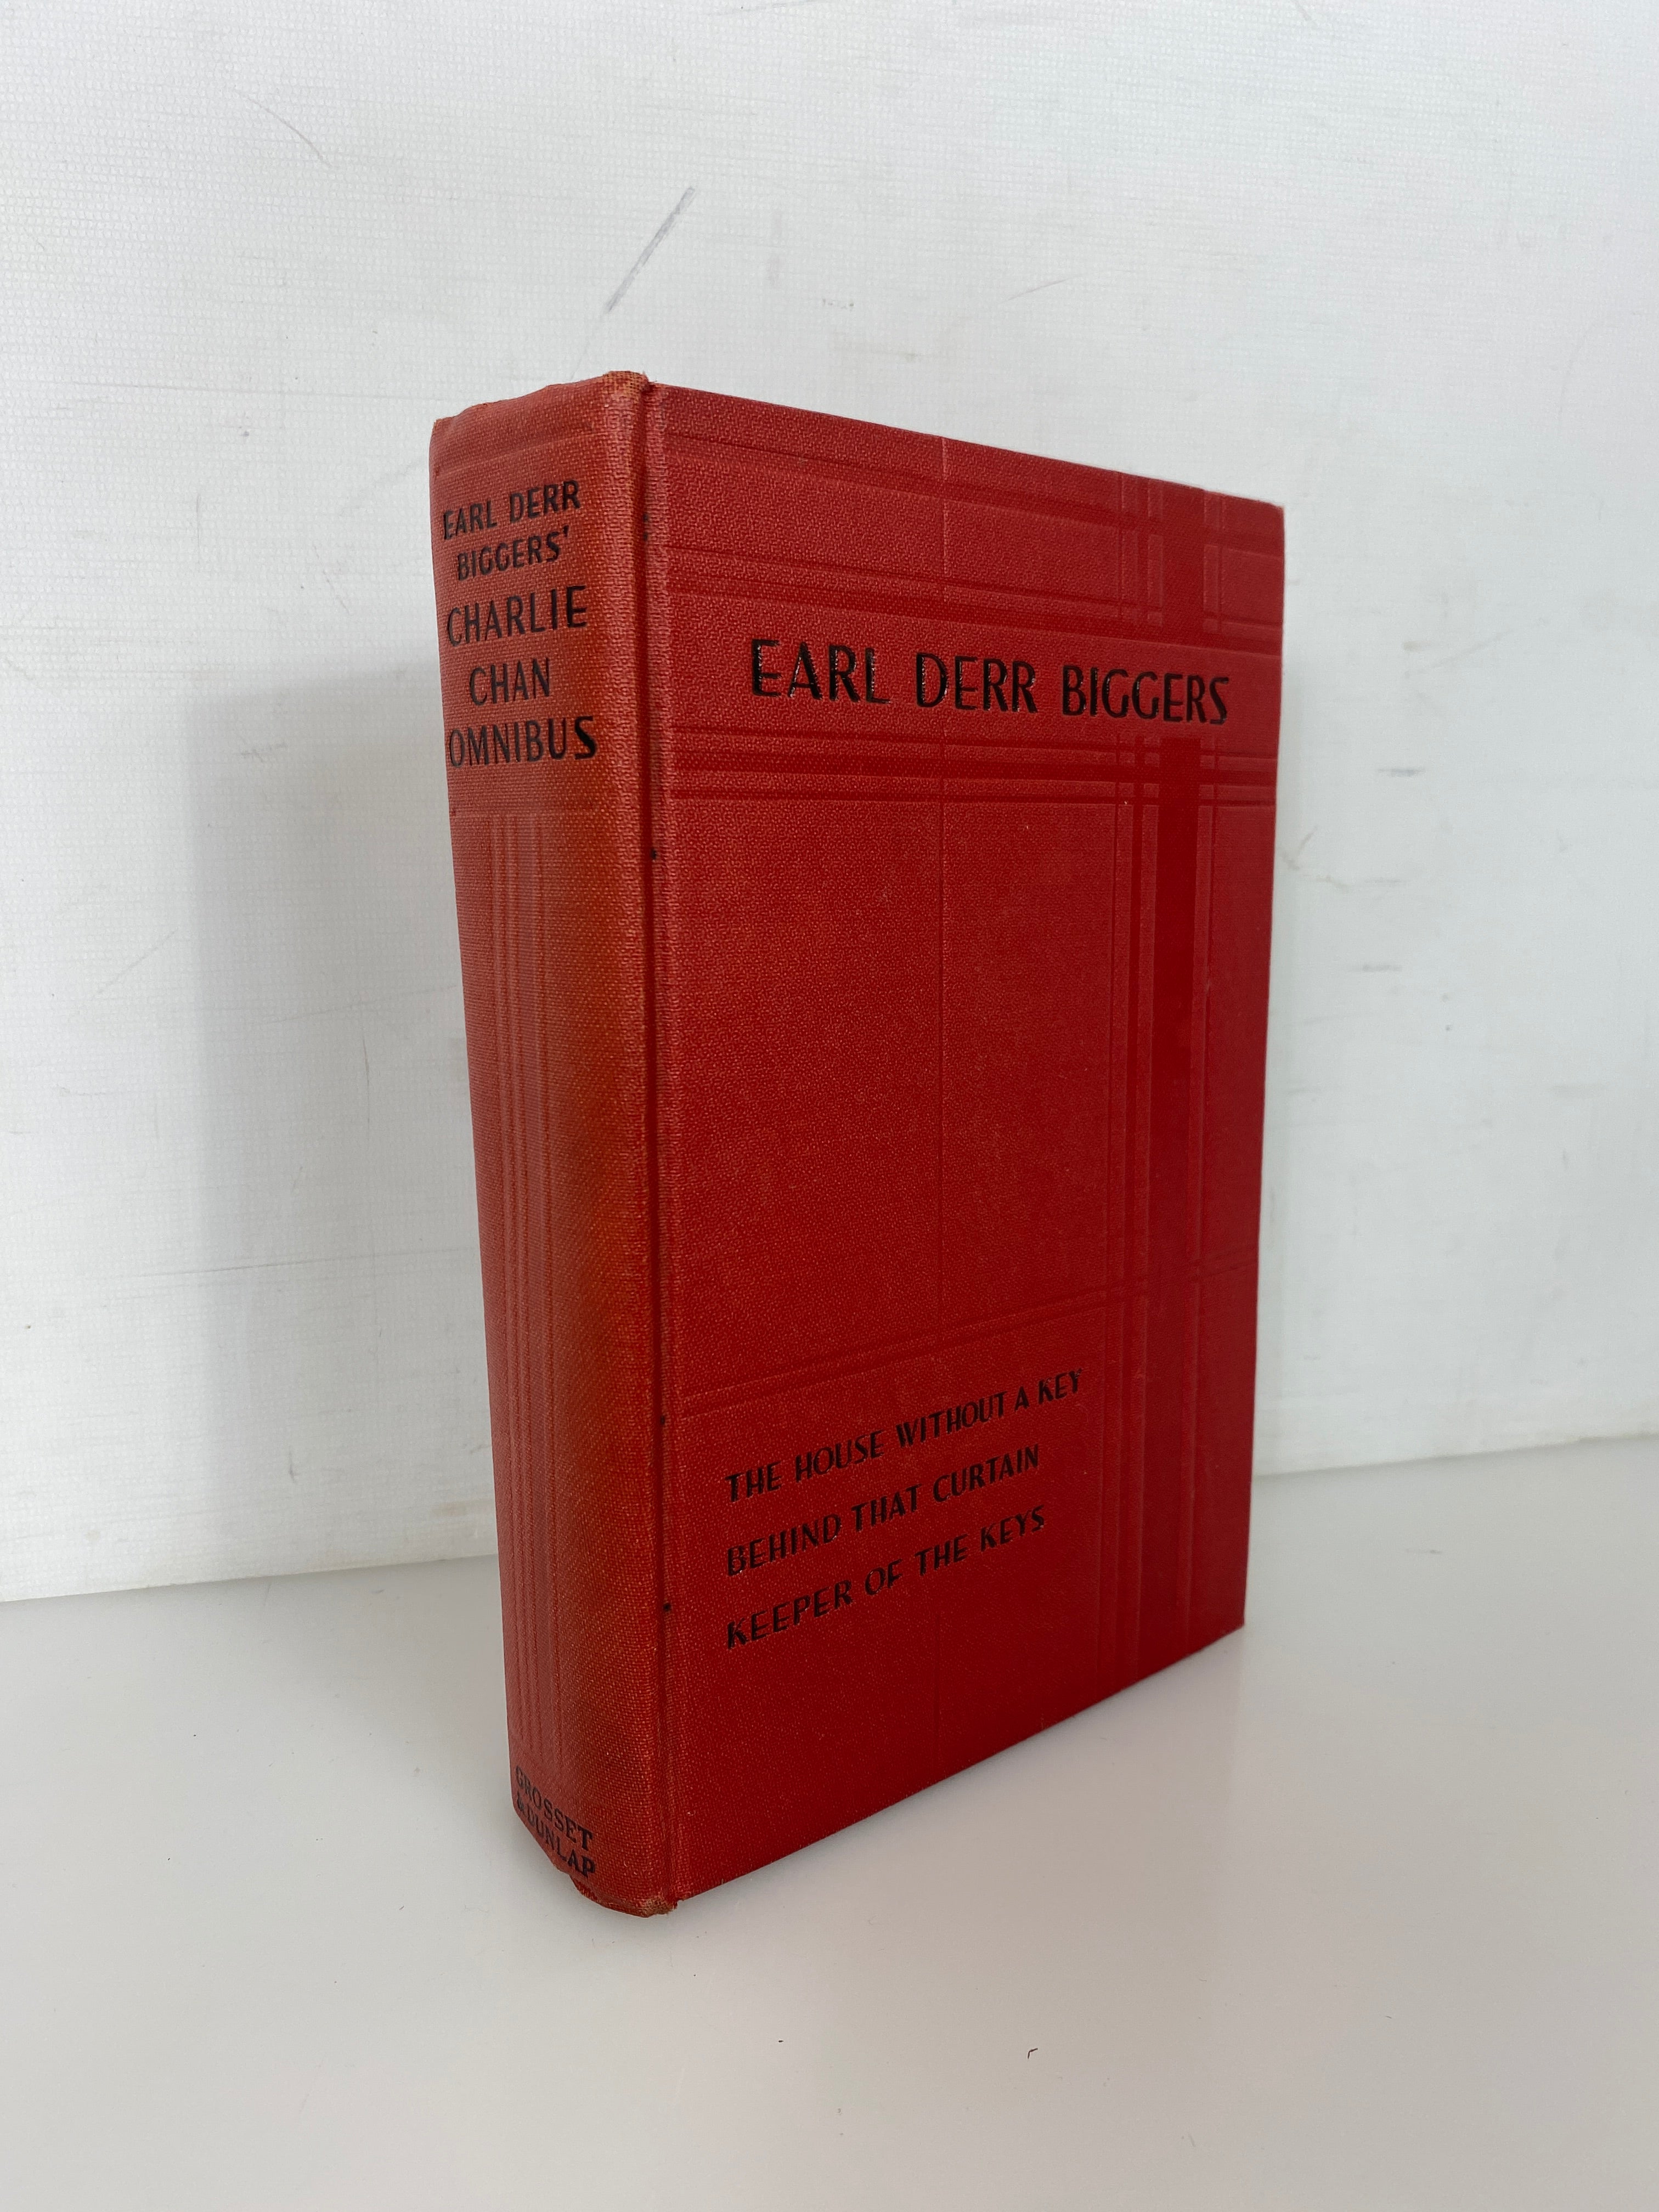 EARL DERR
BIGGERS'
CHARLIE
CHAN
OMNIBUS
GROSSET
& DUNLAP
EARL DERR BIGGERS
THE HOUSE WITHOUT A KEY
BEHIND THAT CURTAIN
KEEPER OF THE KEYS